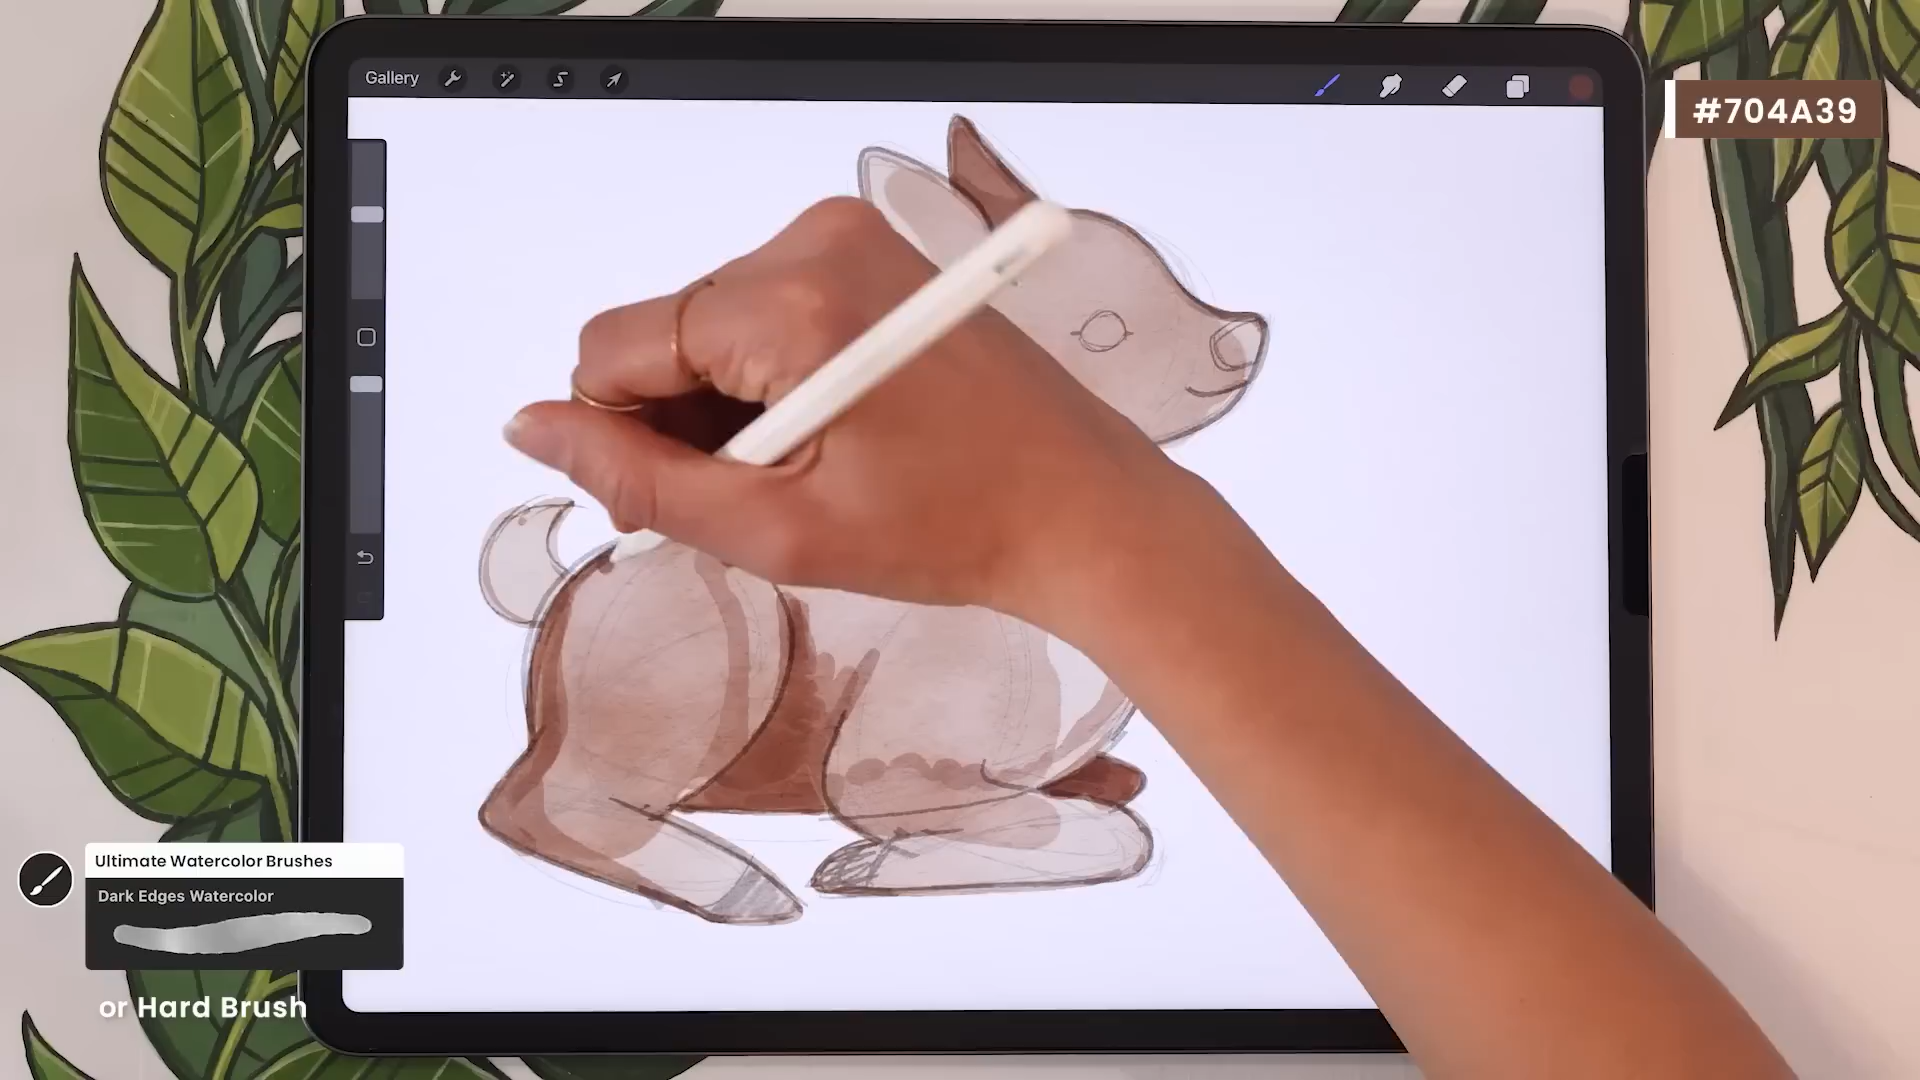 Gallery
#704A39
Ultimate Watercolor Brushes
Dark Edges Watercolor
or Hard Brush